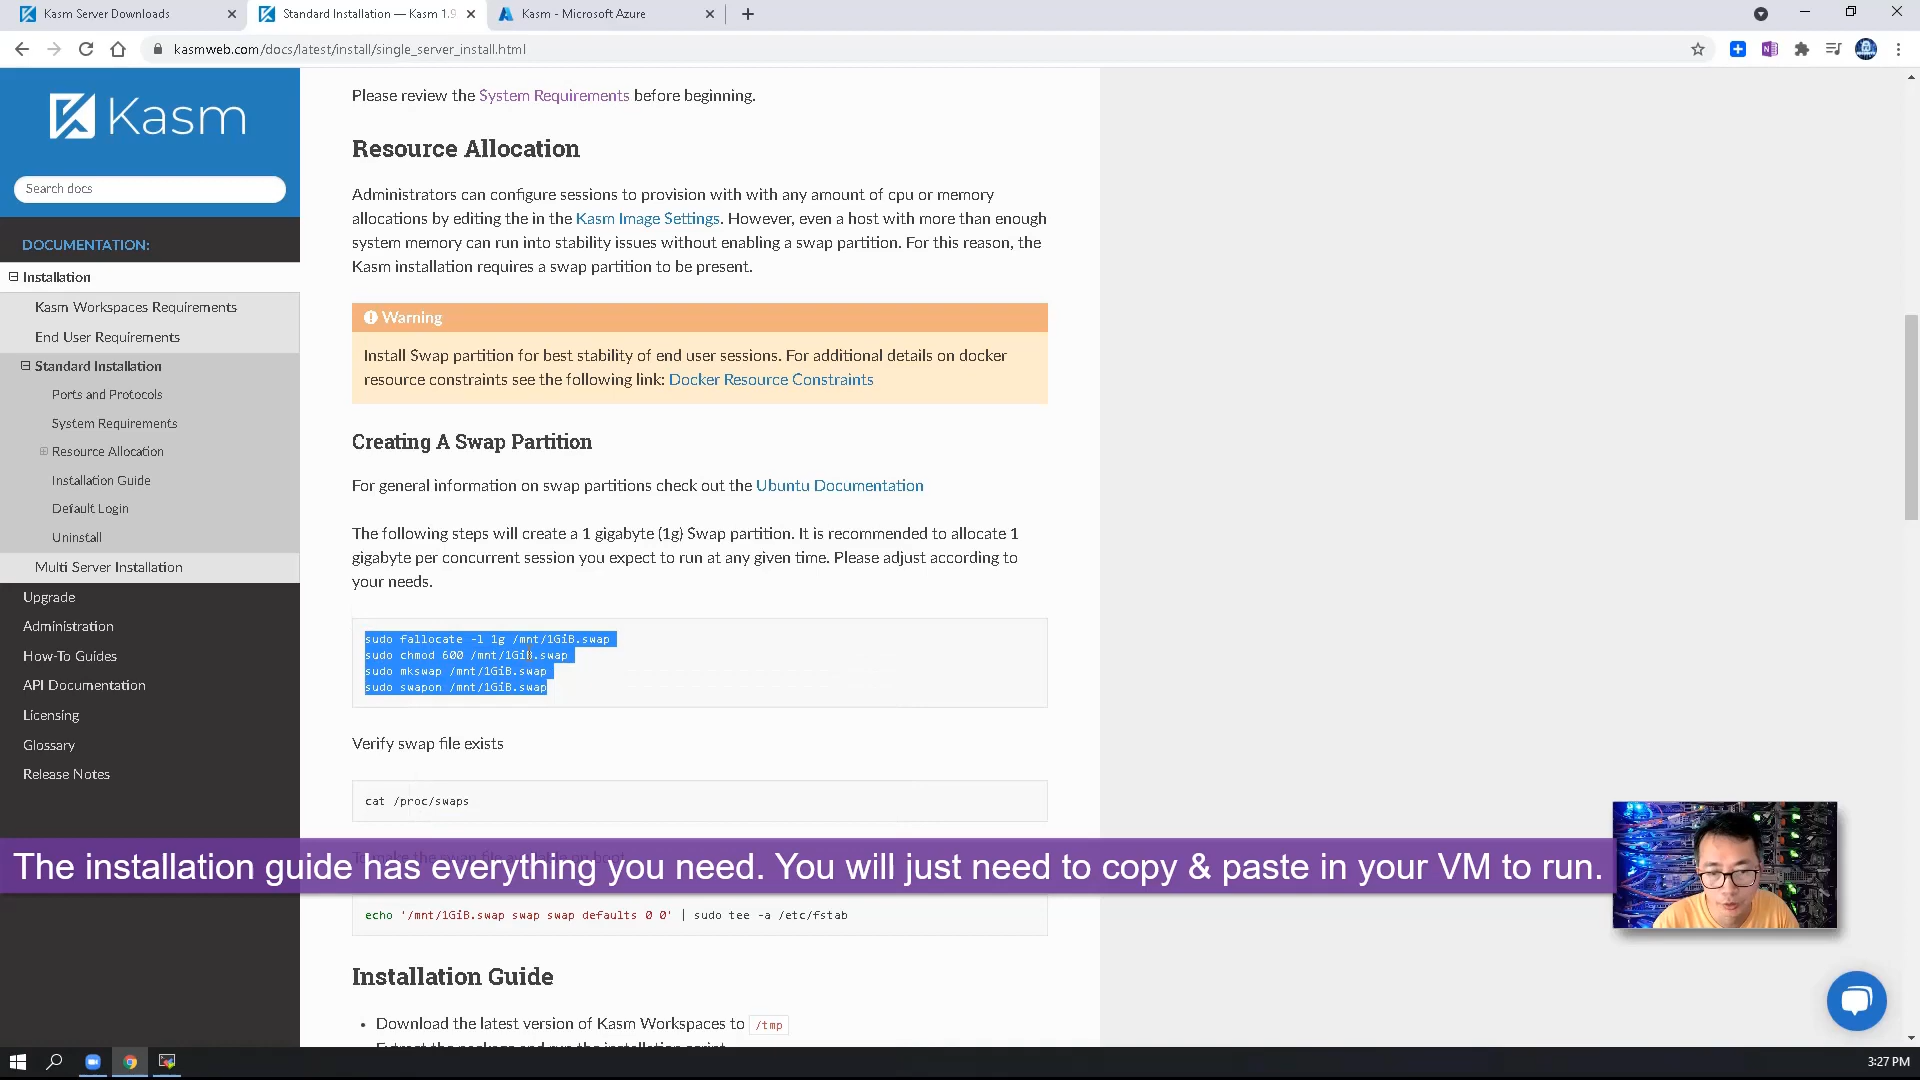 Kasm Server Downloads
Standard Installation — Kasm 1.9
Kasm - Microsoft Azure
kasmweb.com/docs/latest/install/single_server_install.html
Kasm
Search docs
DOCUMENTATION:
Installation
Kasm Workspaces Requirements
End User Requirements
Standard Installation
Ports and Protocols
System Requirements
Resource Allocation
Installation Guide
Default Login
Uninstall
Multi Server Installation
Upgrade
Administration
How-To Guides
API Documentation
Licensing
Glossary
Release Notes
Please review the System Requirements before beginning.
Resource Allocation
Administrators can configure sessions to provision with with any amount of cpu or memory
allocations by editing the in the Kasm Image Settings. However, even a host with more than enough
system memory can run into stability issues without enabling a swap partition. For this reason, the
Kasm installation requires a swap partition to be present.
Warning
Install Swap partition for best stability of end user sessions. For additional details on docker
resource constraints see the following link: Docker Resource Constraints
Creating A Swap Partition
For general information on swap partitions check out the Ubuntu Documentation
The following steps will create a 1 gigabyte (1g) Swap partition. It is recommended to allocate 1
gigabyte per concurrent session you expect to run at any given time. Please adjust according to
your needs.
sudo fallocate -l 1g /mnt/1GiB.swap
sudo chmod 600 /mnt/1GiB.swap
sudo mkswap /mnt/1GiB.swap
sudo swapon /mnt/1GiB.swap
Verify swap file exists
cat /proc/swaps
The installation guide has everything you need. You will just need to copy & paste in your VM to run.
echo '/mnt/1GiB.swap swap swap defaults 0 0' | sudo tee -a /etc/fstab
Installation Guide
Download the latest version of Kasm Workspaces to /tmp
Extract the package and run the installation script
3:27 PM